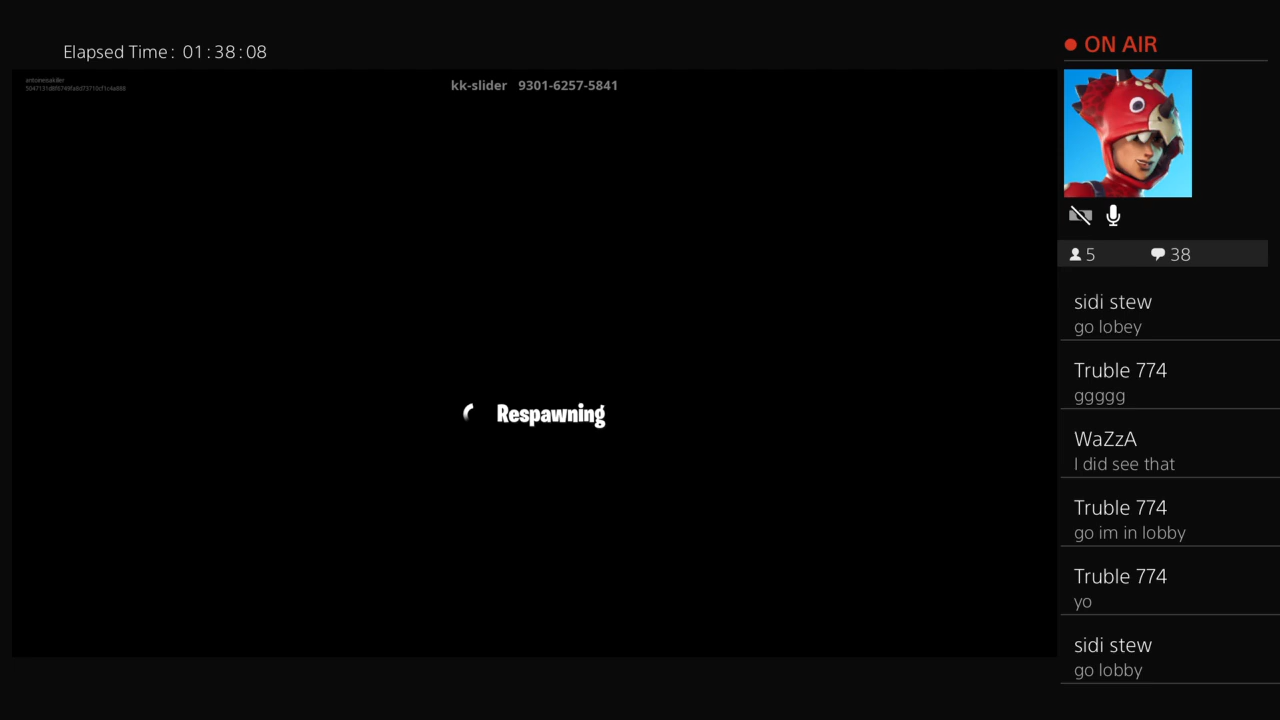 Elapsed Time: 01:38:08
ON AIR
antoinesakiller
kk-slider 9301-6257-5841
5 38
sidi stew
go lobey
Truble 774
ggggg
WaZzA
I did see that
Respawning
Truble 774
go im in lobby
Truble 774
yo
sidi stew
go lobby